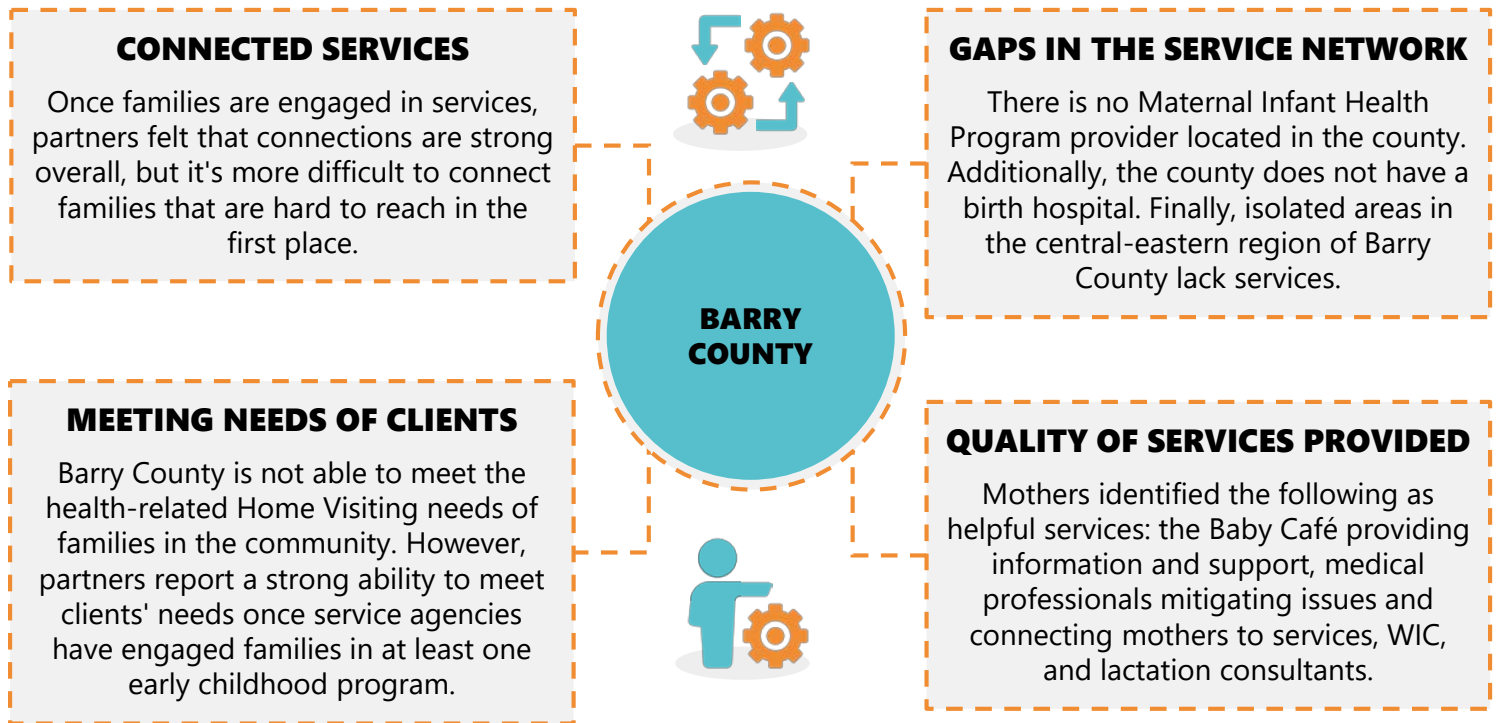 CONNECTED SERVICES
Once families are engaged in services,
partners felt that connections are strong
overall, but it's more difficult to connect
families that are hard to reach in the
first place.
GAPS IN THE SERVICE NETWORK
There is no Maternal Infant Health
Program provider located in the county.
Additionally, the county does not have a
birth hospital. Finally, isolated areas in
the central-eastern region of Barry
County lack services.
BARRY
COUNTY
MEETING NEEDS OF CLIENTS
Barry County is not able to meet the
health-related Home Visiting needs of
families in the community. However,
partners report a strong ability to meet
clients' needs once service agencies
have engaged families in at least one
early childhood program.
QUALITY OF SERVICES PROVIDED
Mothers identified the following as
helpful services: the Baby Café providing
information and support, medical
professionals mitigating issues and
connecting mothers to services, WIC,
and lactation consultants.